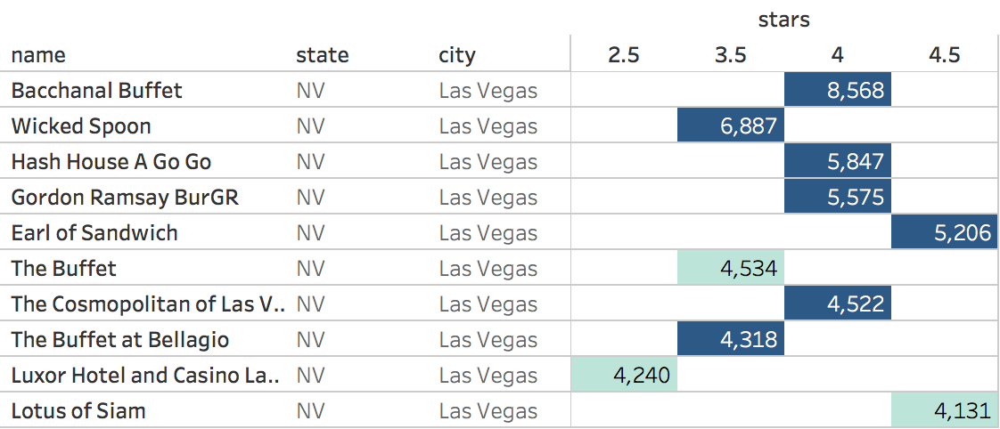 stars
name state city 2.5 3.5 4 4.5
Bacchanal Buffet NV Las Vegas 8,568
Wicked Spoon NV Las Vegas 6,887
Hash House A Go Go NV Las Vegas 5,847
Gordon Ramsay BurGR NV Las Vegas 5,575
Earl of Sandwich NV Las Vegas 5,206
The Buffet NV Las Vegas 4,534
The Cosmopolitan of Las V.. NV Las Vegas 4,522
The Buffet at Bellagio NV Las Vegas 4,318
Luxor Hotel and Casino La.. NV Las Vegas 4,240
Lotus of Siam NV Las Vegas 4,131